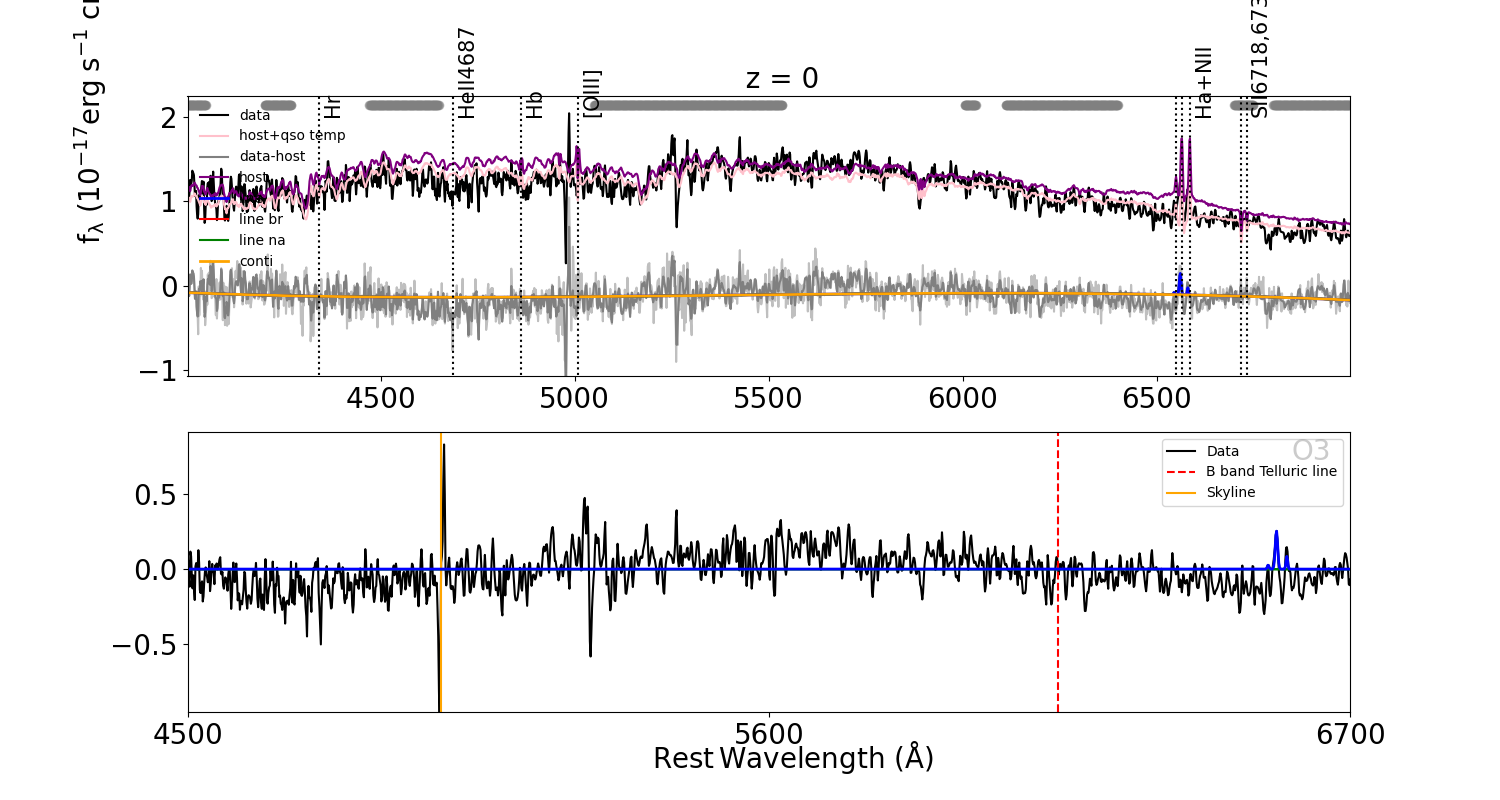 z = 0
Hr
HeII4687
Hb
[OIII]
Ha+NII
SII6718,673
fλ (10−17erg s−1 c
2
1
0
−1
data
host+qso temp
data-host
host
line br
line na
conti
4500
5000
5500
6000
6500
O3
Data
B band Telluric line
Skyline
0.5
0.0
−0.5
4500
5600
6700
Rest Wavelength (Å)